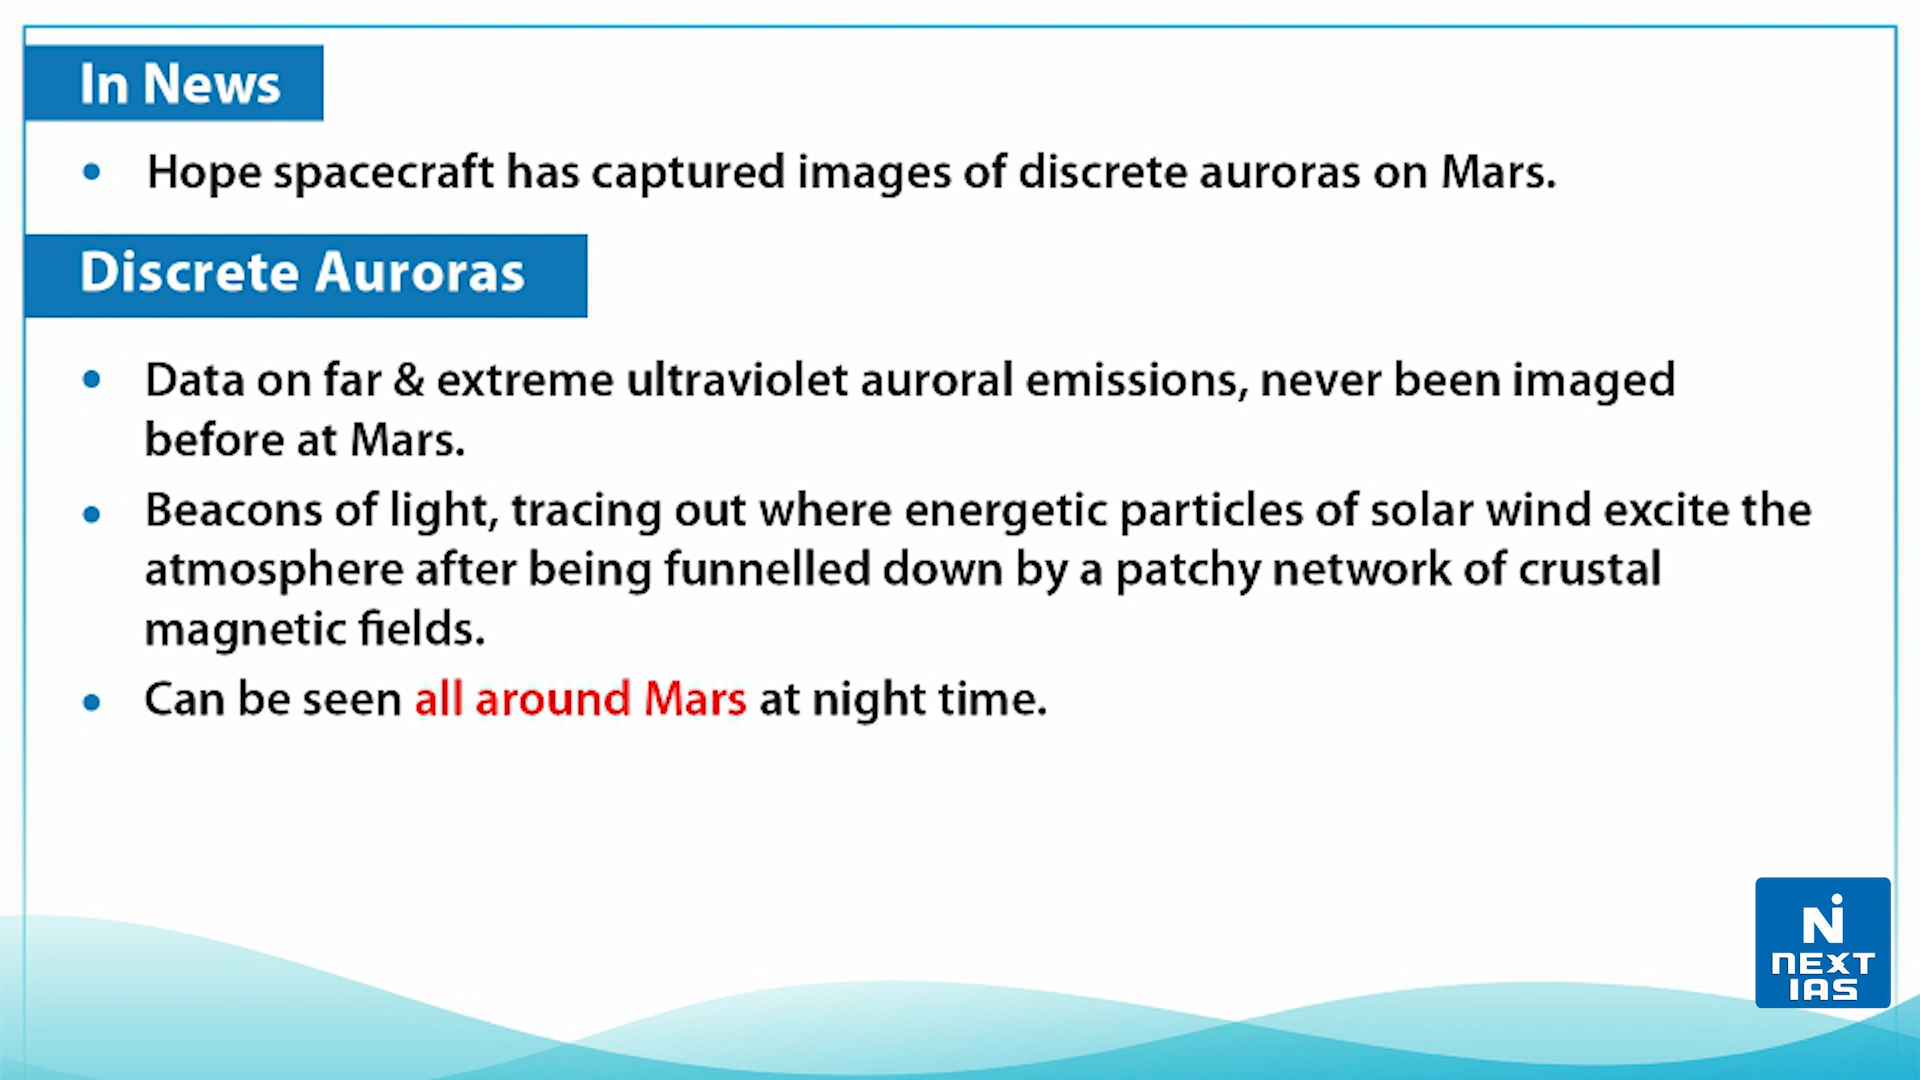 In News
• Hope spacecraft has captured images of discrete auroras on Mars.
Discrete Auroras
• Data on far & extreme ultraviolet auroral emissions, never been imaged
before at Mars.
• Beacons of light, tracing out where energetic particles of solar wind excite the
atmosphere after being funnelled down by a patchy network of crustal
magnetic fields.
• Can be seen all around Mars at night time.
N
NEXT
IAS